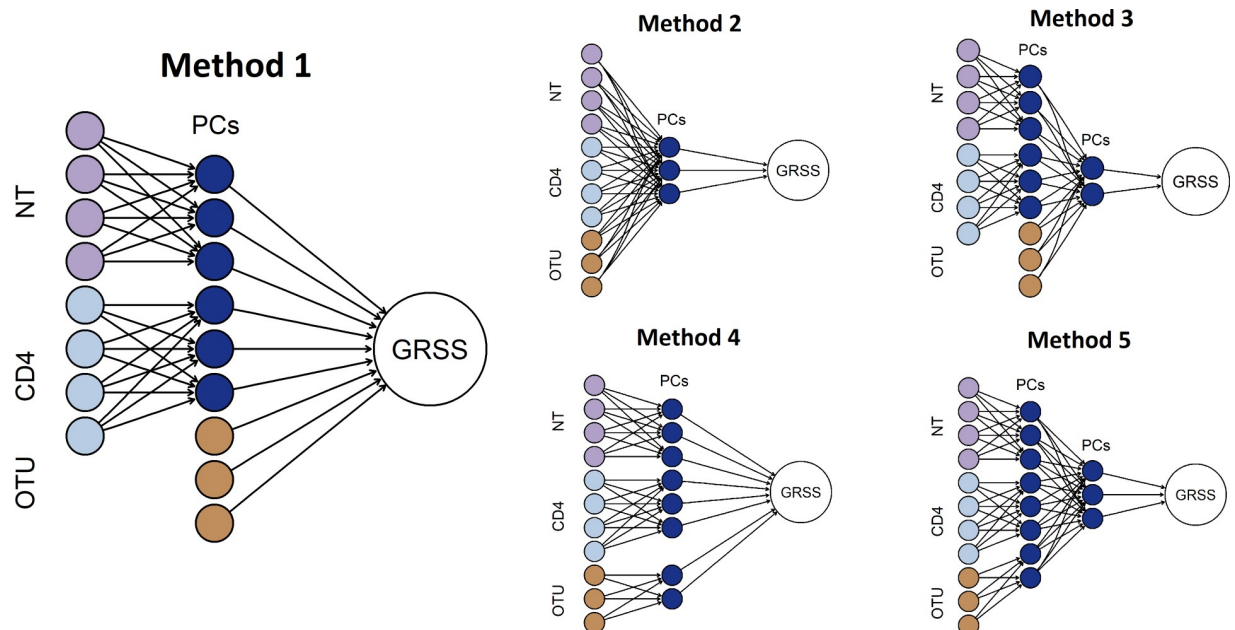 Method 1
PCs
NT
CD4
OTU
GRSS
Method 2
NT
PCs
CD4
OTU
GRSS
Method 3
PCs
NT
PCs
CD4
OTU
GRSS
Method 4
PCs
NT
CD4
OTU
GRSS
Method 5
PCs
NT
PCs
CD4
OTU
GRSS